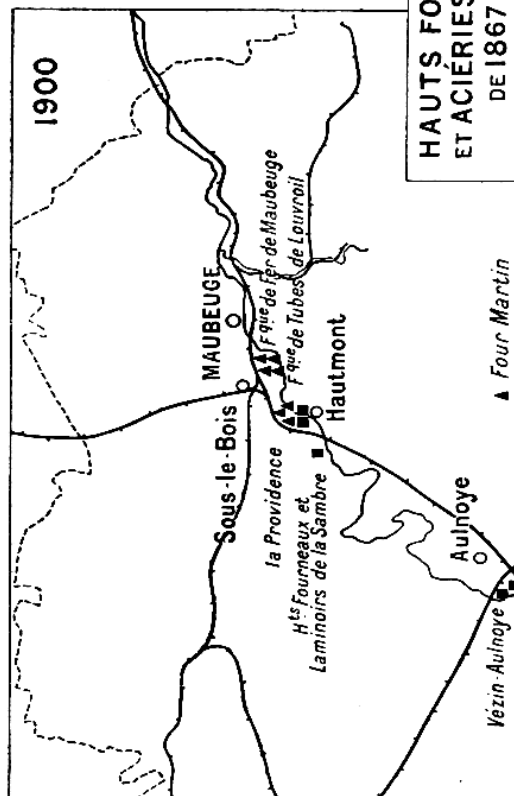 1900
HAUTS FO
ET ACIÉRIES
DE 1867
MAUBEUGE
Sous-le-Bois
Fque de Fer de Maubeuge
Fque de Tubes de Louvroil
la Providence
Hts Fourneaux et
Laminoirs de la Sambre
Hautmont
Aulnoye
Vézin-Aulnoye
Four Martin